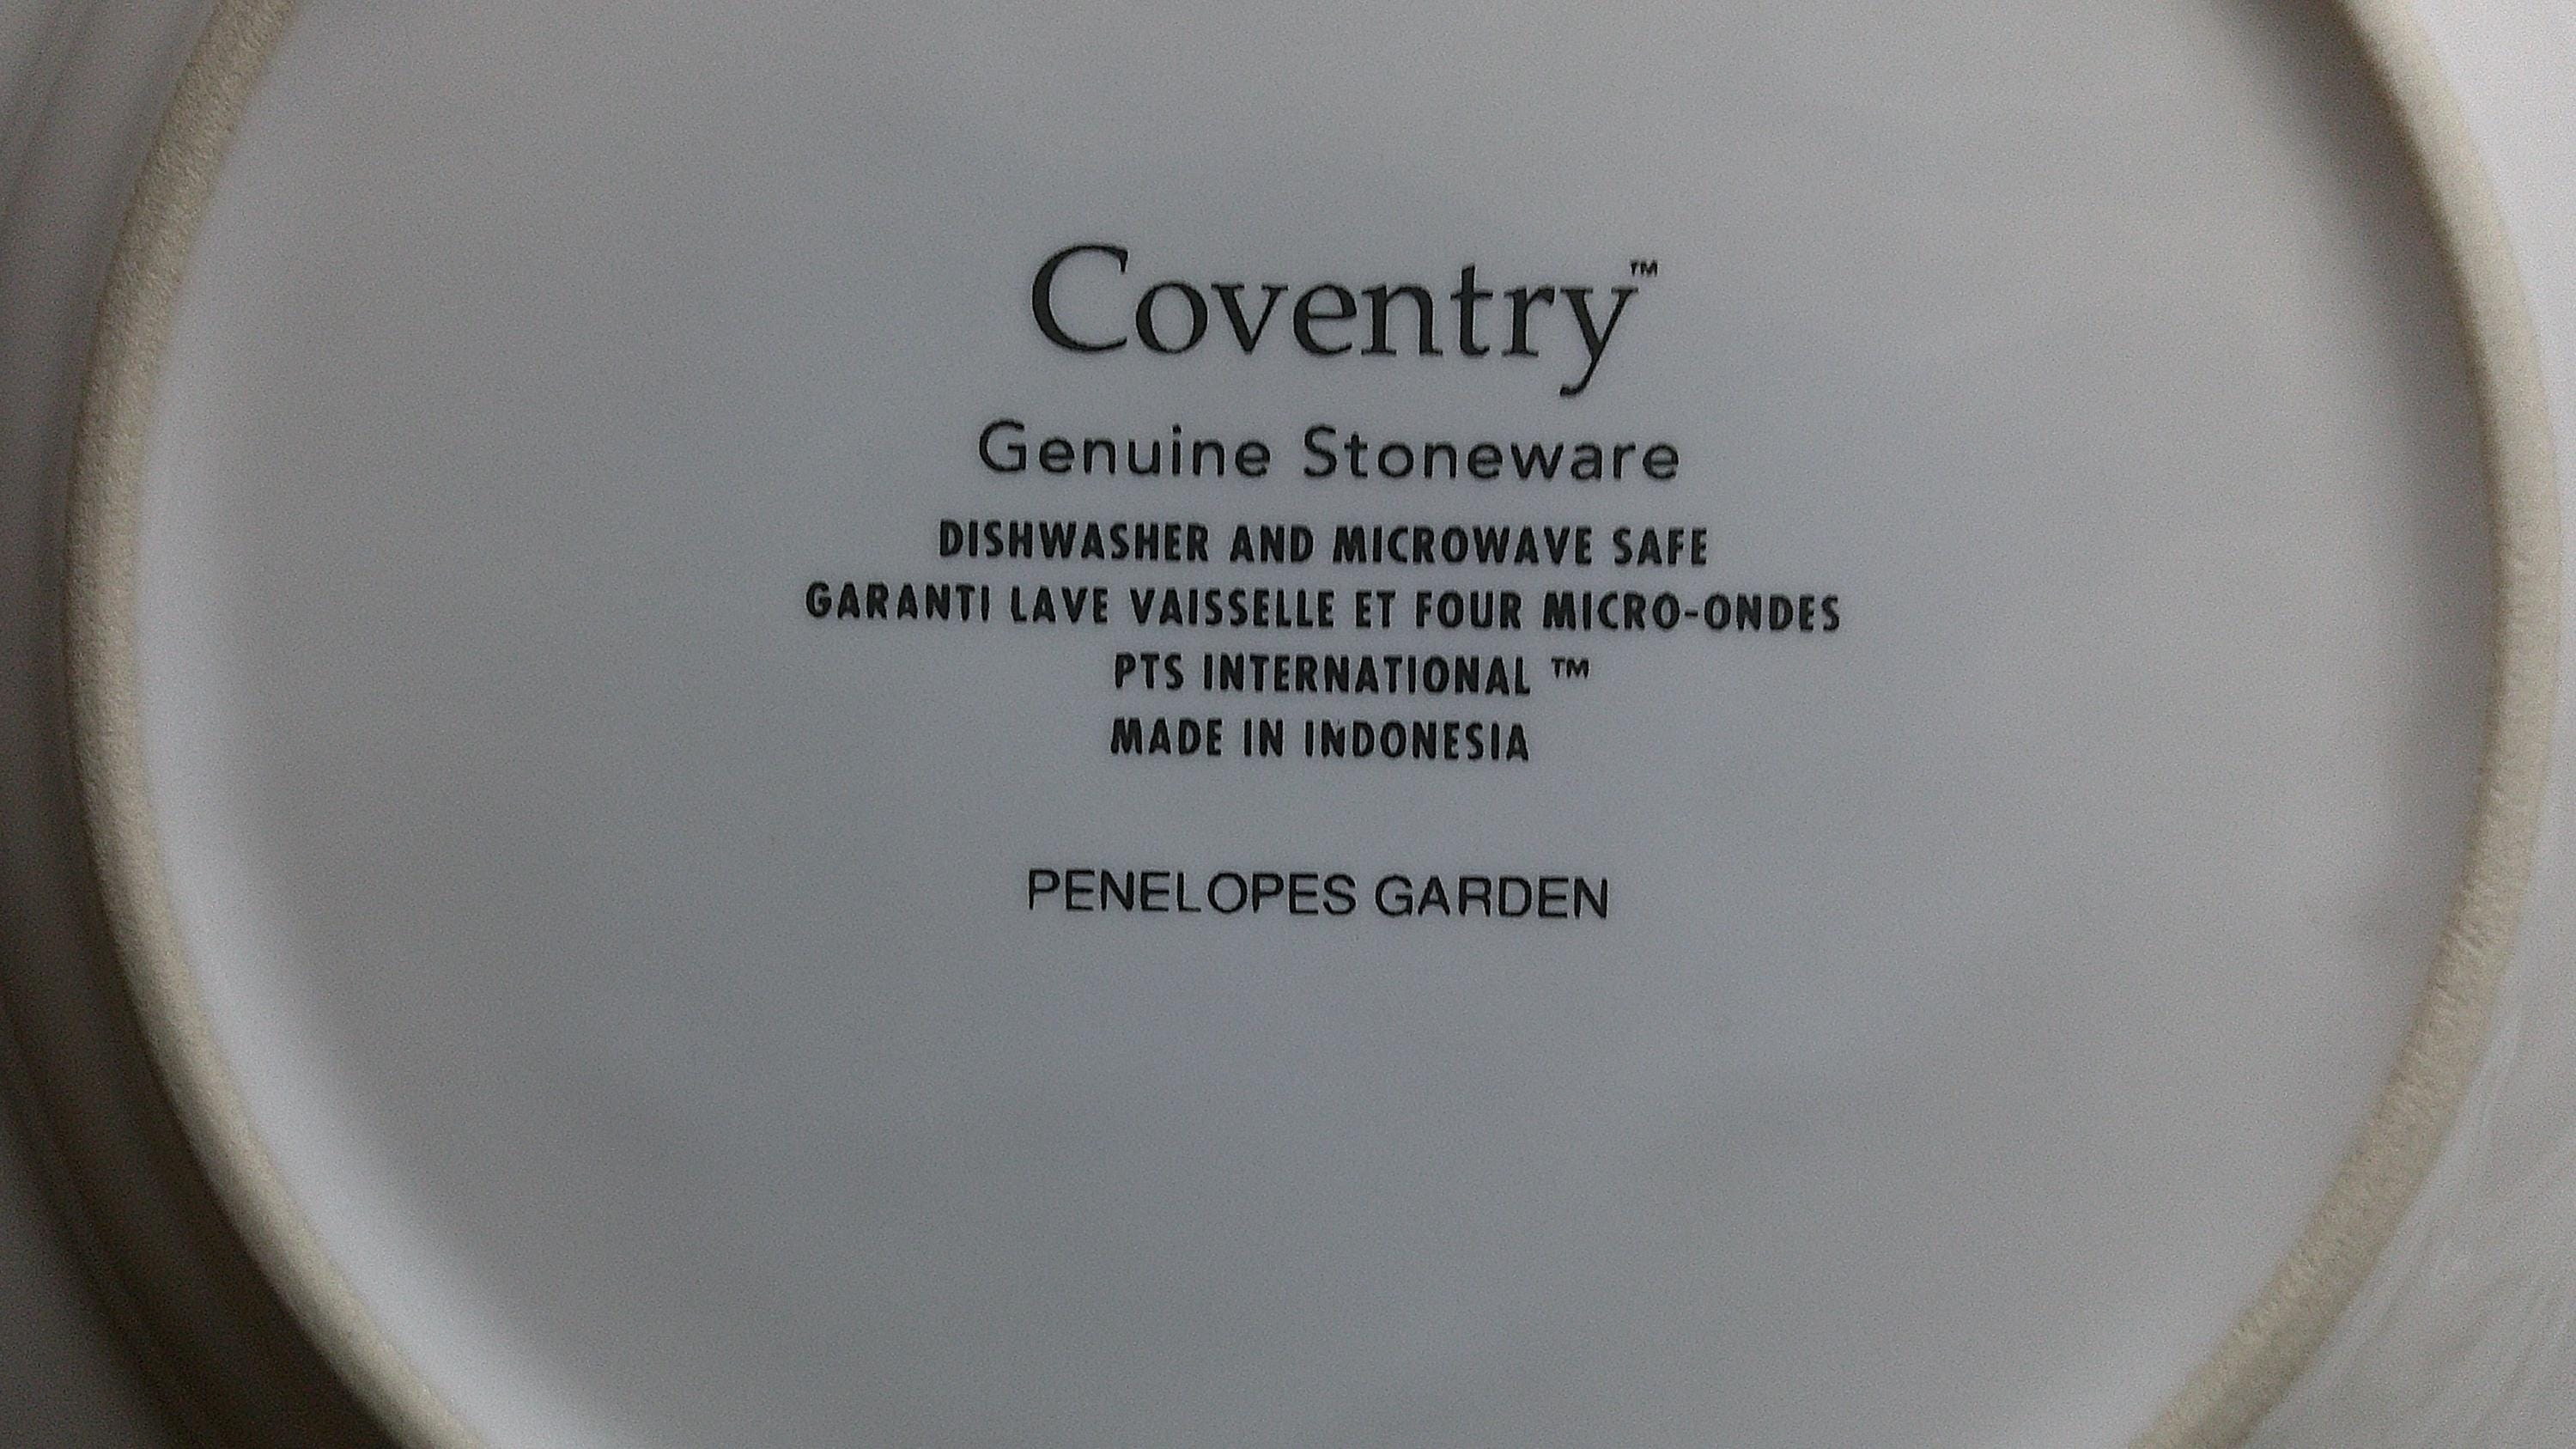 Coventry™
Genuine Stoneware
DISHWASHER AND MICROWAVE SAFE
GARANTI LAVE VAISSELLE ET FOUR MICRO-ONDES
PTS INTERNATIONAL ™
MADE IN INDONESIA
PENELOPES GARDEN